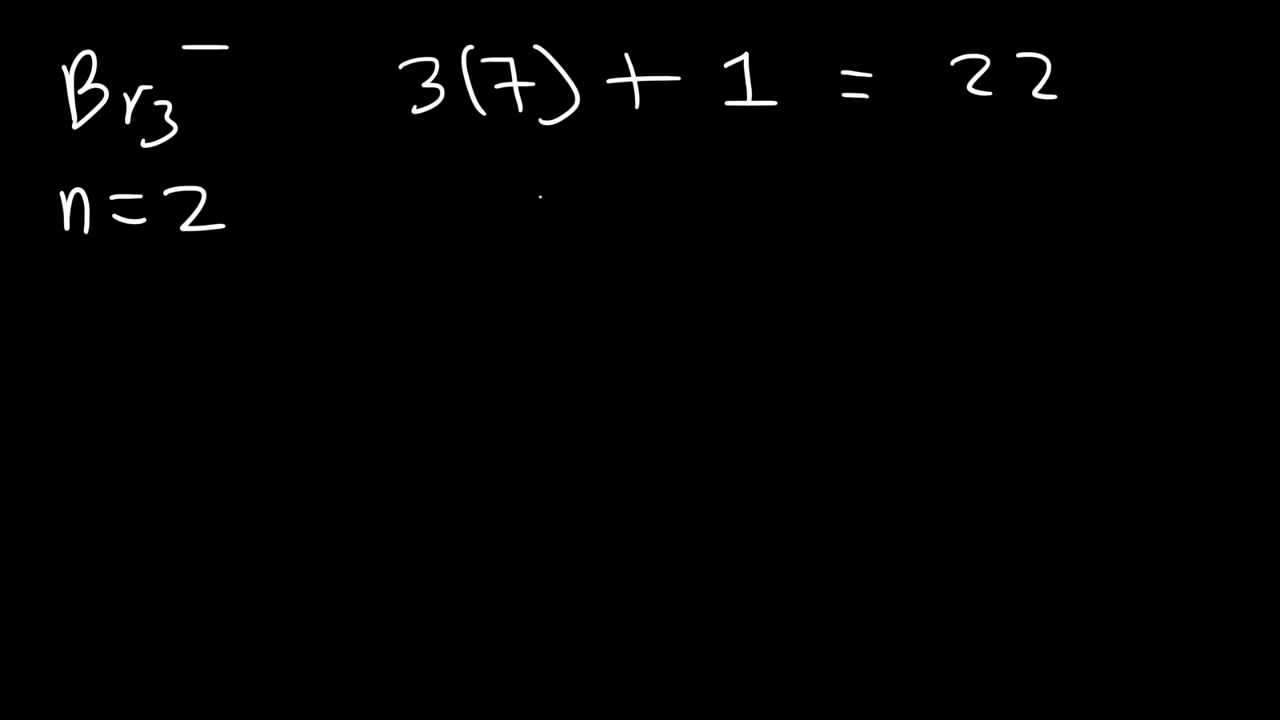 Br₃⁻ 3(7) + 1 = 22
n = 2